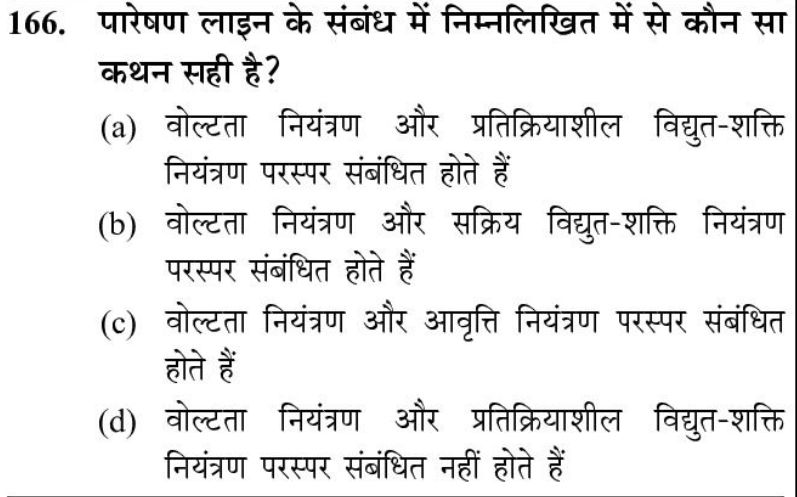 166. पारेषण लाइन के संबंध में निम्नलिखित में से कौन सा
कथन सही है?
(a) वोल्टता नियंत्रण और प्रतिक्रियाशील विद्युत-शक्ति
नियंत्रण परस्पर संबंधित होते हैं
(b) वोल्टता नियंत्रण और सक्रिय विद्युत-शक्ति नियंत्रण
परस्पर संबंधित होते हैं
(c) वोल्टता नियंत्रण और आवृत्ति नियंत्रण परस्पर संबंधित
होते हैं
(d) वोल्टता नियंत्रण और प्रतिक्रियाशील विद्युत-शक्ति
नियंत्रण परस्पर संबंधित नहीं होते हैं